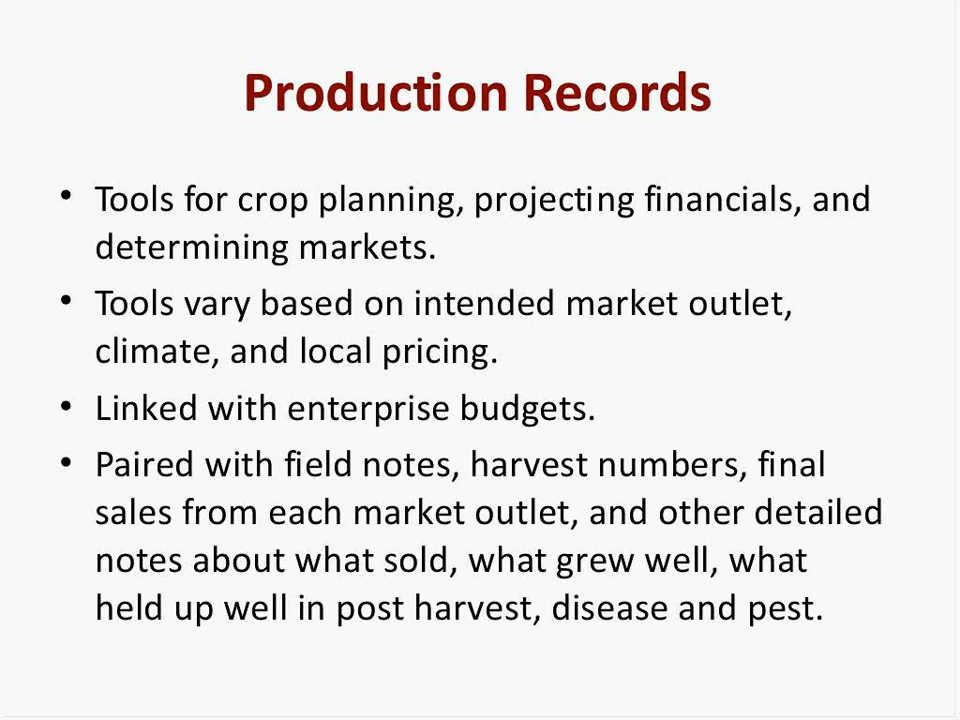 Production Records
• Tools for crop planning, projecting financials, and
determining markets.
• Tools vary based on intended market outlet,
climate, and local pricing.
• Linked with enterprise budgets.
• Paired with field notes, harvest numbers, final
sales from each market outlet, and other detailed
notes about what sold, what grew well, what
held up well in post harvest, disease and pest.